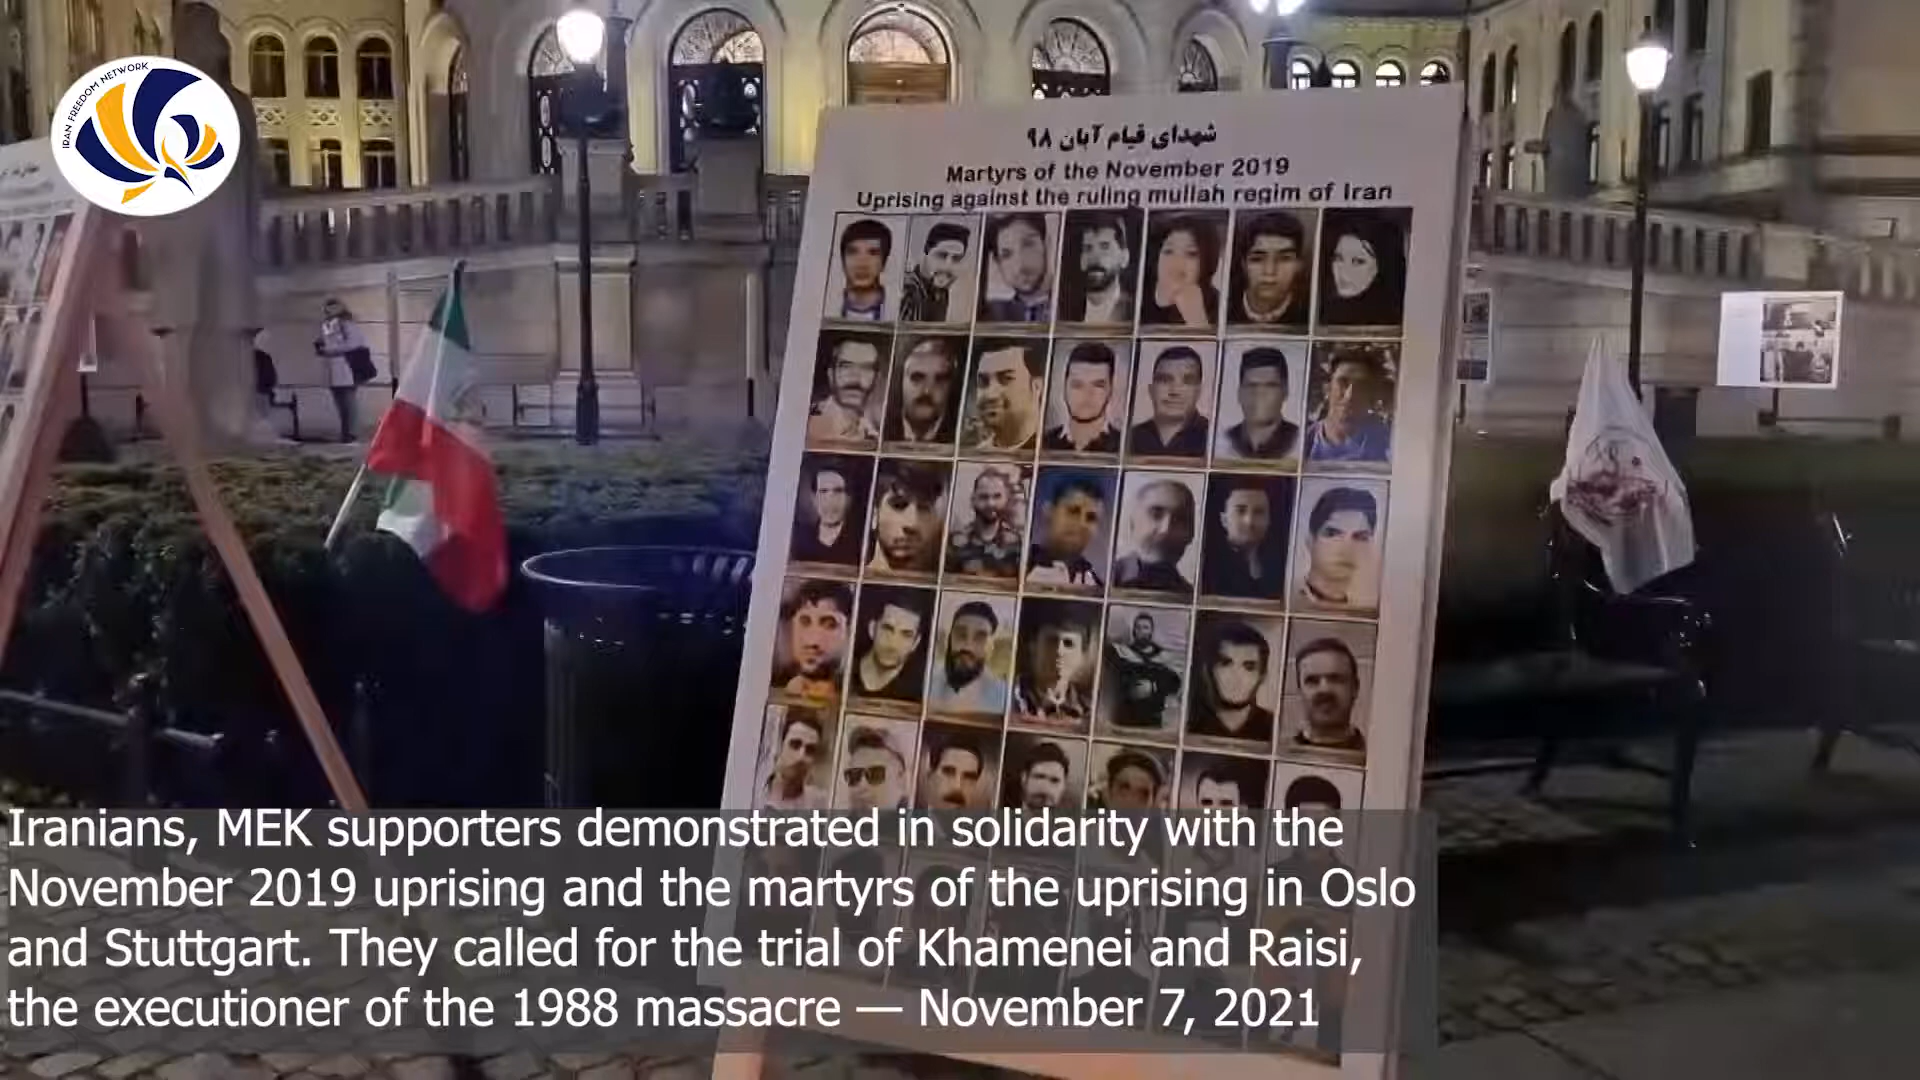 IRAN FREEDOM NETWORK
شهدای قیام آبان ۹۸
Martyrs of the November 2019
Uprising against the ruling mullah regim of Iran
Iranians, MEK supporters demonstrated in solidarity with the
November 2019 uprising and the martyrs of the uprising in Oslo
and Stuttgart. They called for the trial of Khamenei and Raisi,
the executioner of the 1988 massacre — November 7, 2021